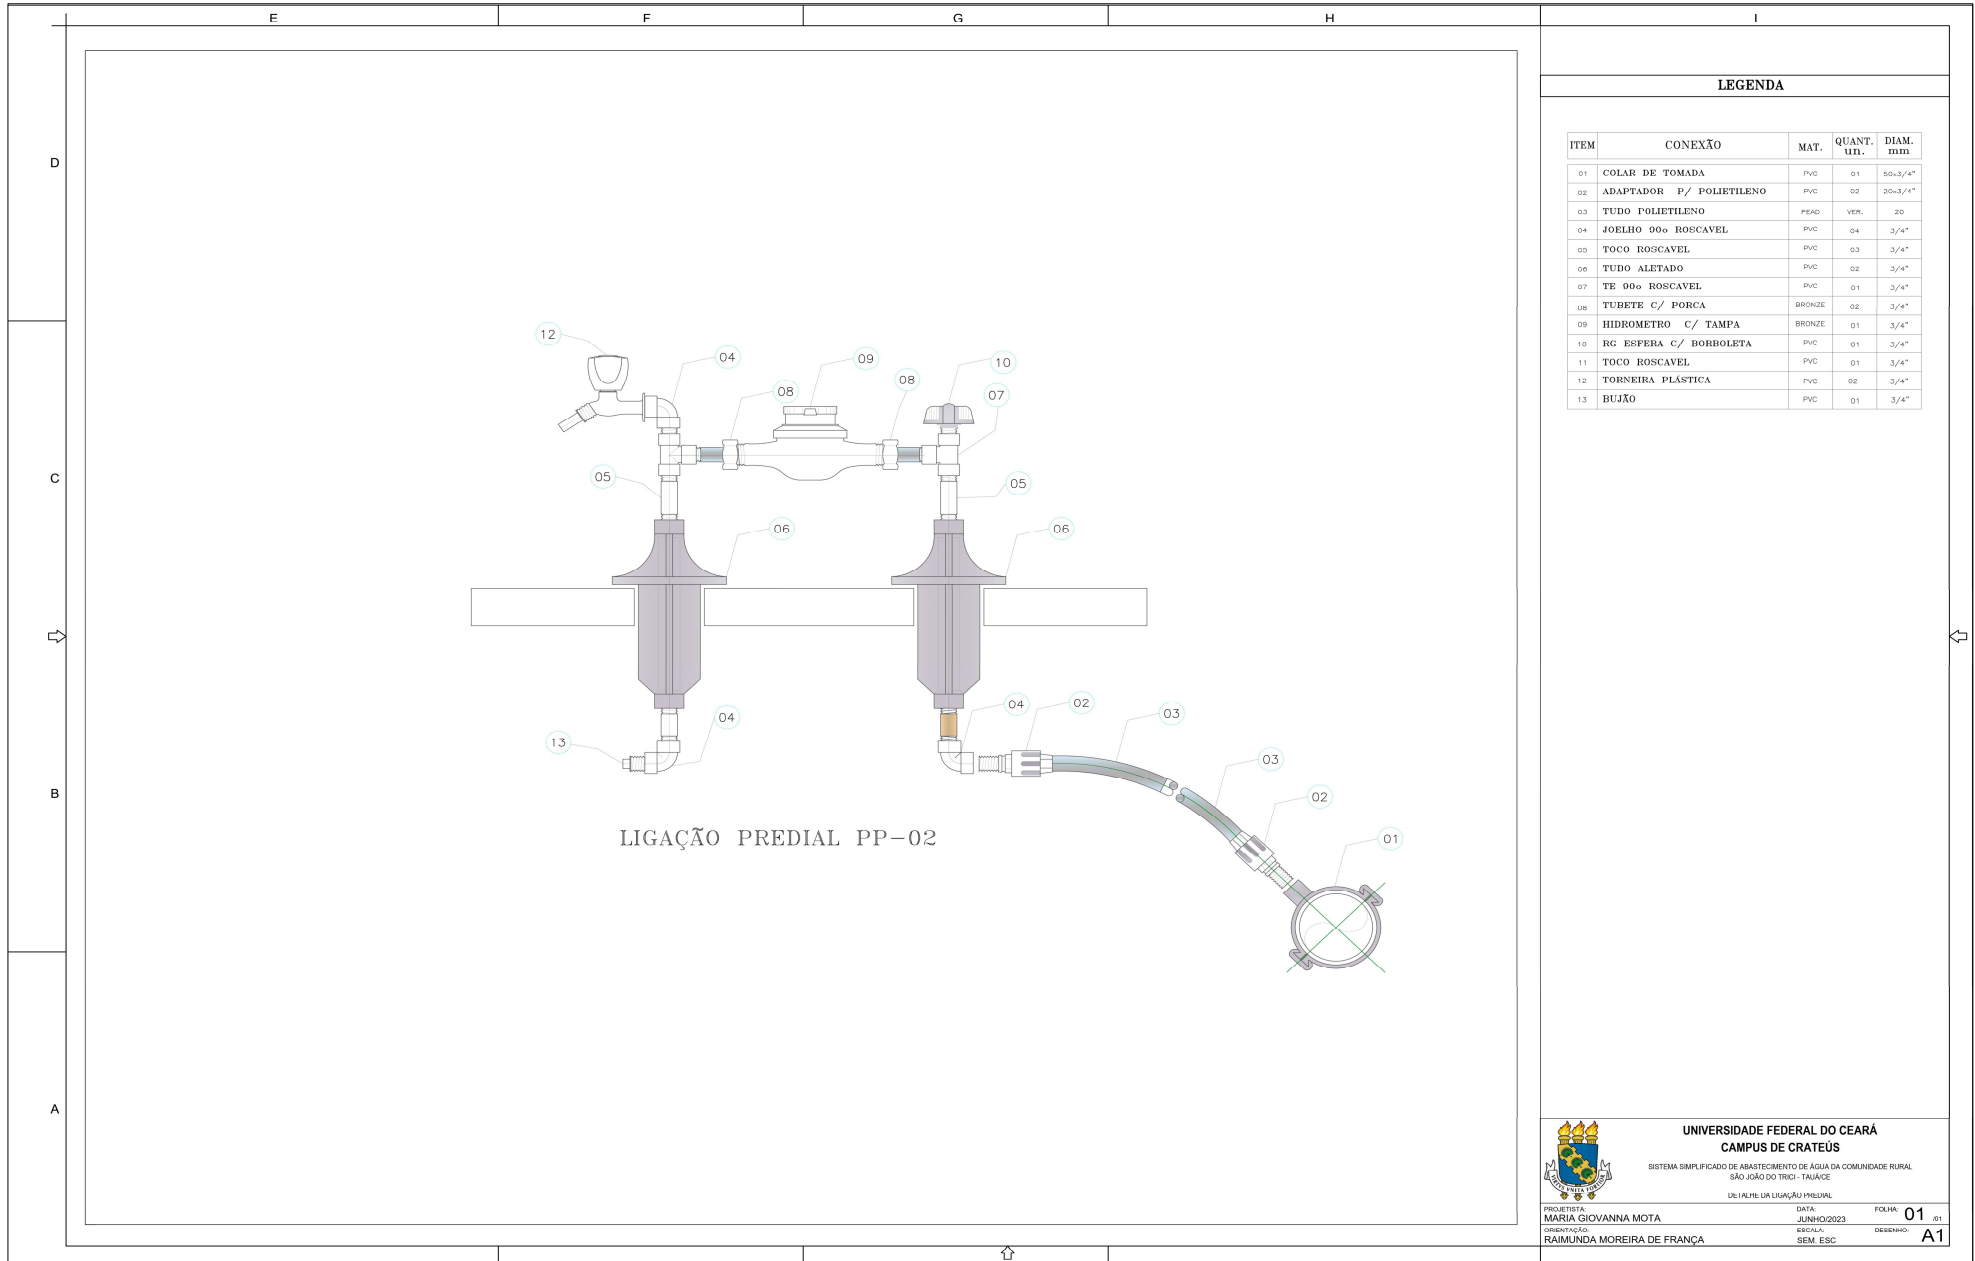 E F G H I
D
C
B
A
12
04
09
10
08
08
07
05
05
06
06
04
13
04
02
03
03
02
01
LIGAÇÃO PREDIAL PP-02
LEGENDA
ITEM CONEXÃO MAT. QUANT. un. DIAM. mm
01 COLAR DE TOMADA PVC 01 50x3/4"
02 ADAPTADOR P/ POLIETILENO PVC 02 20x3/4"
03 TUDO POLIETILENO PEAD VER. 20
04 JOELHO 90o ROSCAVEL PVC 04 3/4"
05 TOCO ROSCAVEL PVC 03 3/4"
06 TUDO ALETADO PVC 02 3/4"
07 TE 90o ROSCAVEL PVC 01 3/4"
08 TUBETE C/ PORCA BRONZE 02 3/4"
09 HIDROMETRO C/ TAMPA BRONZE 01 3/4"
10 RG ESFERA C/ BORBOLETA PVC 01 3/4"
11 TOCO ROSCAVEL PVC 01 3/4"
12 TORNEIRA PLÁSTICA PVC 02 3/4"
13 BUJÃO PVC 01 3/4"
VIRTUS UNITA FORTIOR
UNIVERSIDADE FEDERAL DO CEARÁ
CAMPUS DE CRATEÚS
SISTEMA SIMPLIFICADO DE ABASTECIMENTO DE ÁGUA DA COMUNIDADE RURAL
SÃO JOÃO DO TRICI - TAUÁ/CE
DETALHE DA LIGAÇÃO PREDIAL
PROJETISTA: DATA: FOLHA: 01 /01
MARIA GIOVANNA MOTA JUNHO/2023
ORIENTAÇÃO: ESCALA: DESENHO: A1
RAIMUNDA MOREIRA DE FRANÇA SEM. ESC